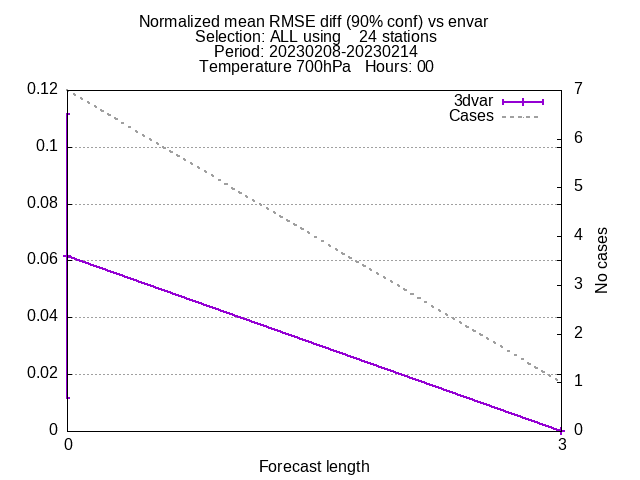 Normalized mean RMSE diff (90% conf) vs envar
Selection: ALL using    24 stations
Period: 20230208-20230214
Temperature 700hPa   Hours: 00
3dvar
Cases
0.12
0.1
0.08
0.06
0.04
0.02
0
7
6
5
4
3
2
1
0
No cases
0
3
Forecast length